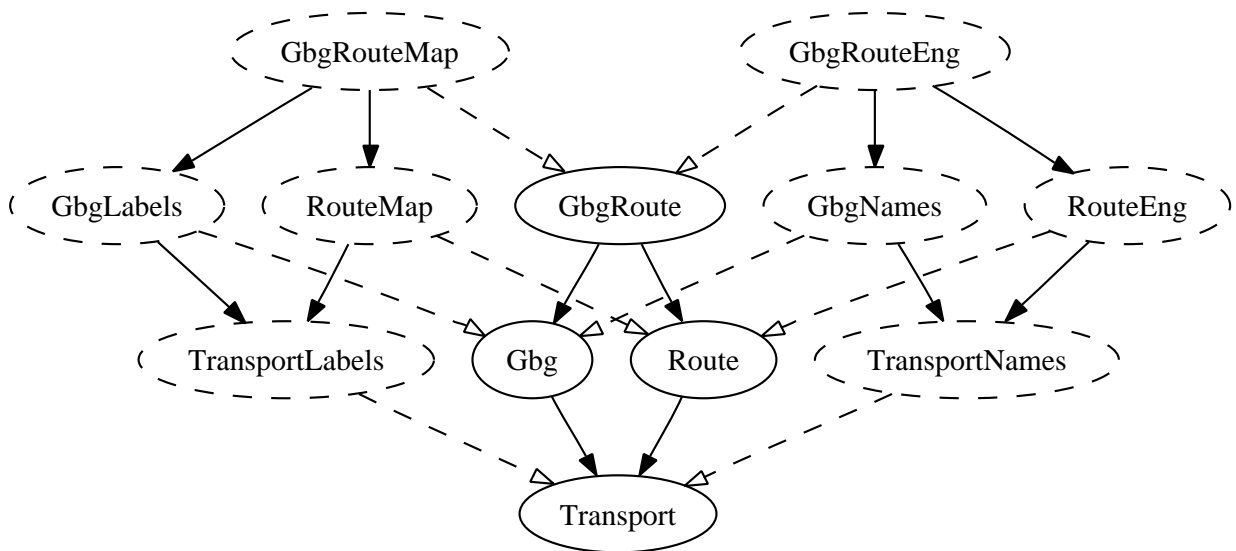 GbgRouteMap
GbgRouteEng
GbgLabels
RouteMap
GbgRoute
GbgNames
RouteEng
TransportLabels
Gbg
Route
TransportNames
Transport